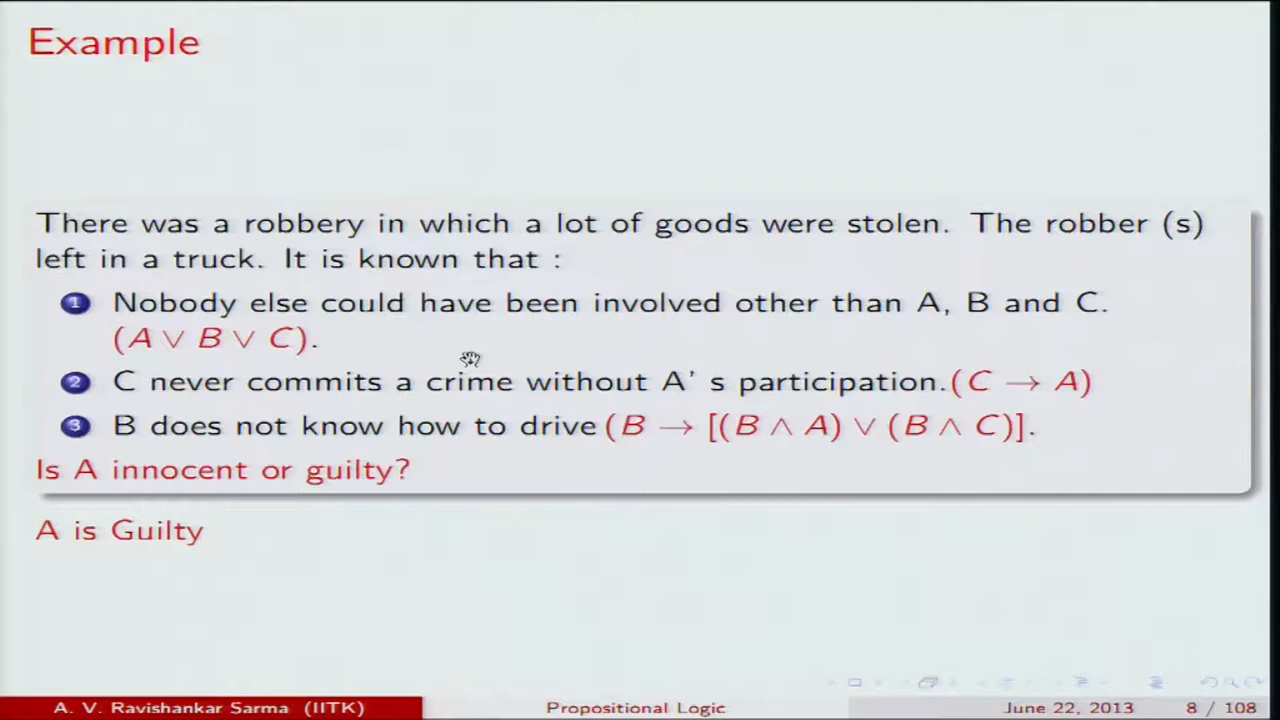 Example
There was a robbery in which a lot of goods were stolen. The robber (s)
left in a truck. It is known that :
1 Nobody else could have been involved other than A, B and C.
(A ∨ B ∨ C).
2 C never commits a crime without A' s participation.(C → A)
3 B does not know how to drive(B → [(B ∧ A) ∨ (B ∧ C)].
Is A innocent or guilty?
A is Guilty
A. V. Ravishankar Sarma (IITK) Propositional Logic June 22, 2013 8 / 108